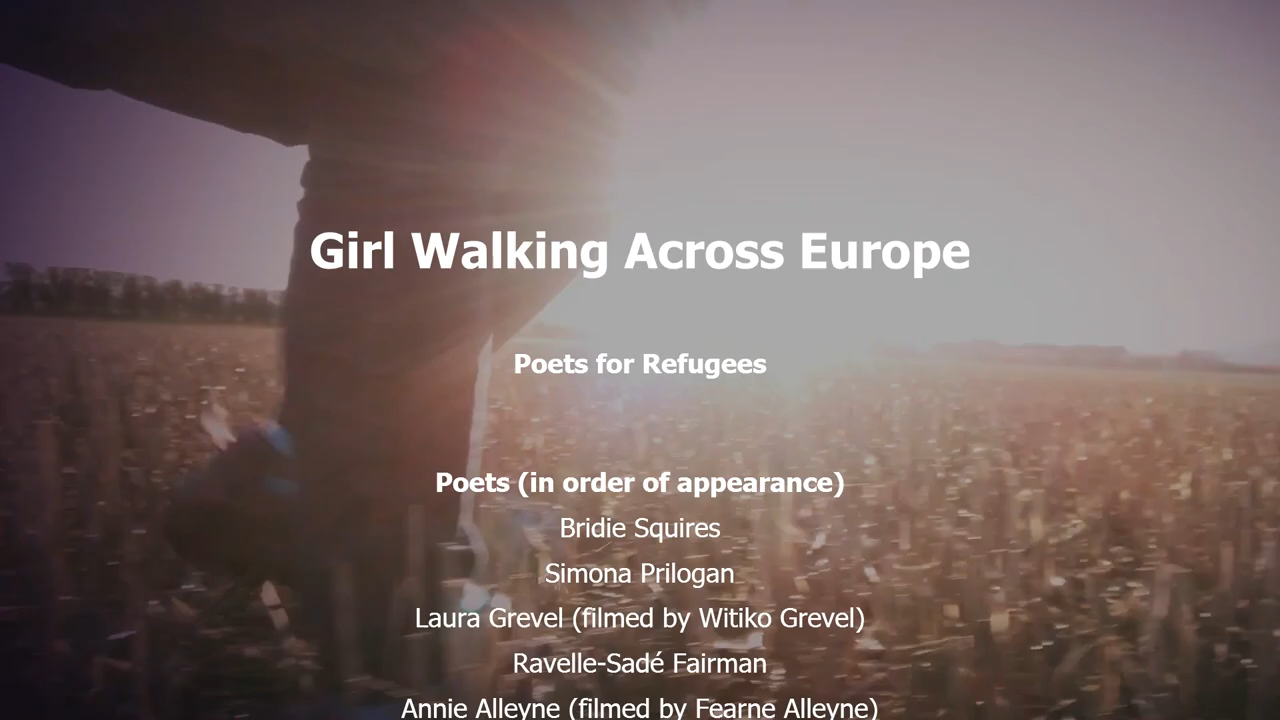 Girl Walking Across Europe
Poets for Refugees
Poets (in order of appearance)
Bridie Squires
Simona Prilogan
Laura Grevel (filmed by Witiko Grevel)
Ravelle-Sadé Fairman
Annie Alleyne (filmed by Fearne Alleyne)